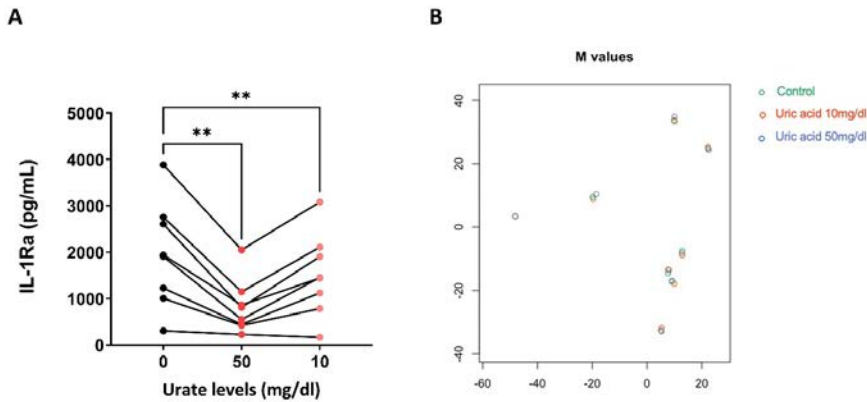 A
**
**
5000
4000
3000
2000
1000
0
IL-1Ra (pg/mL)
0 50 10
Urate levels (mg/dl)
B
M values
Control
Uric acid 10mg/dl
Uric acid 50mg/dl
40
20
0
-20
-40
-60 -40 -20 0 20